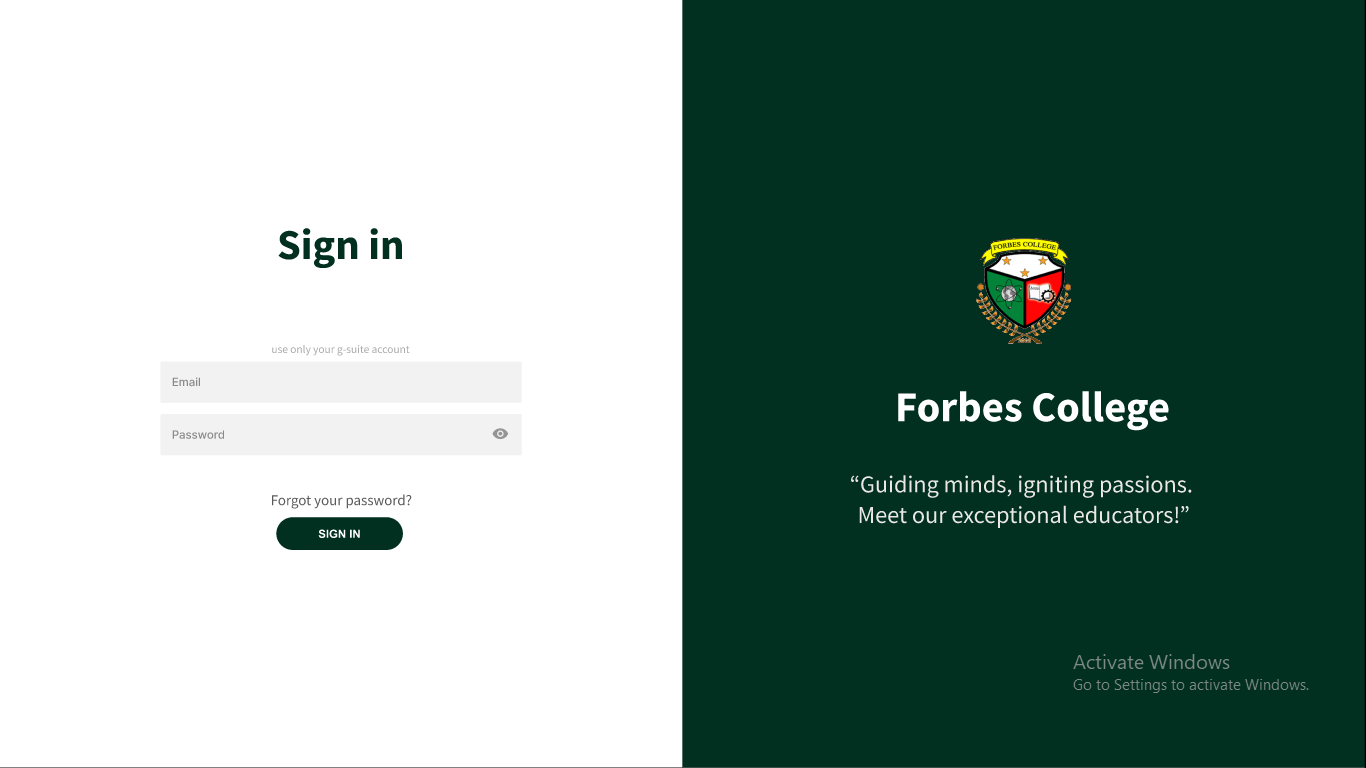 Sign in
use only your g-suite account
Email
Password
Forgot your password?
SIGN IN
FORBES COLLEGE
Forbes College
“Guiding minds, igniting passions.
Meet our exceptional educators!”
Activate Windows
Go to Settings to activate Windows.